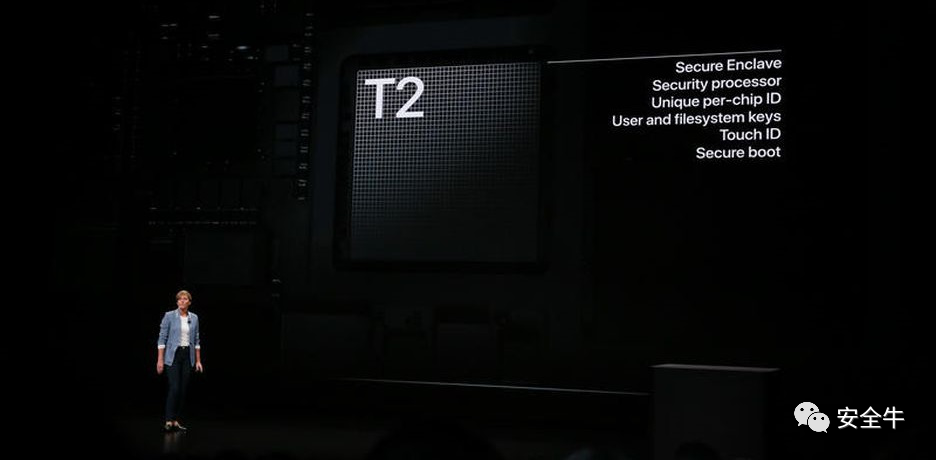 T2
Secure Enclave
Security processor
Unique per-chip ID
User and filesystem keys
Touch ID
Secure boot
安全牛